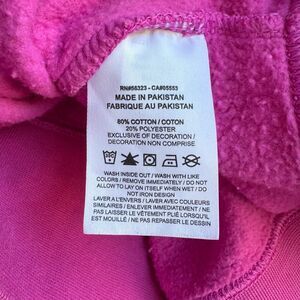 RN#56323 - CA#05553
MADE IN PAKISTAN
FABRIQUE AU PAKISTAN
80% COTTON / COTON
20% POLYESTER
EXCLUSIVE OF DECORATION /
DECORATION NON COMPRISE
WASH INSIDE OUT / WASH WITH LIKE
COLORS / REMOVE IMMEDIATELY / DO NOT
ALLOW TO LAY ON ITSELF WHEN WET / DO
NOT IRON DESIGN
LAVER A L'ENVERS / LAVER AVEC COULEURS
SIMILAIRES / ENLEVER IMMÉDIATEMENT / NE
PAS LAISSER LE VÊTEMENT PLIÉ LORSQU'IL
EST MOUILLÉ / NE PAS REPASSER LE DESSIN